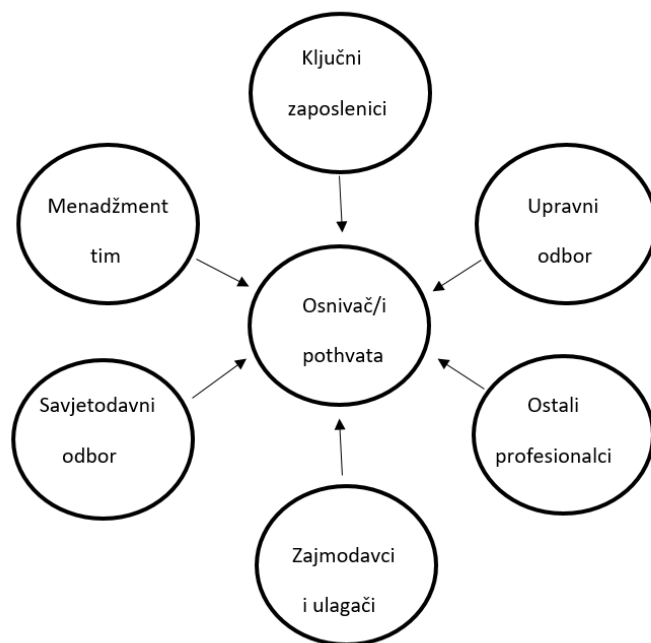 Ključni
zaposlenici
Menadžment
tim
Upravni
odbor
Osnivač/i
pothvata
Savjetodavni
odbor
Ostali
profesionalci
Zajmodavci
i ulagači